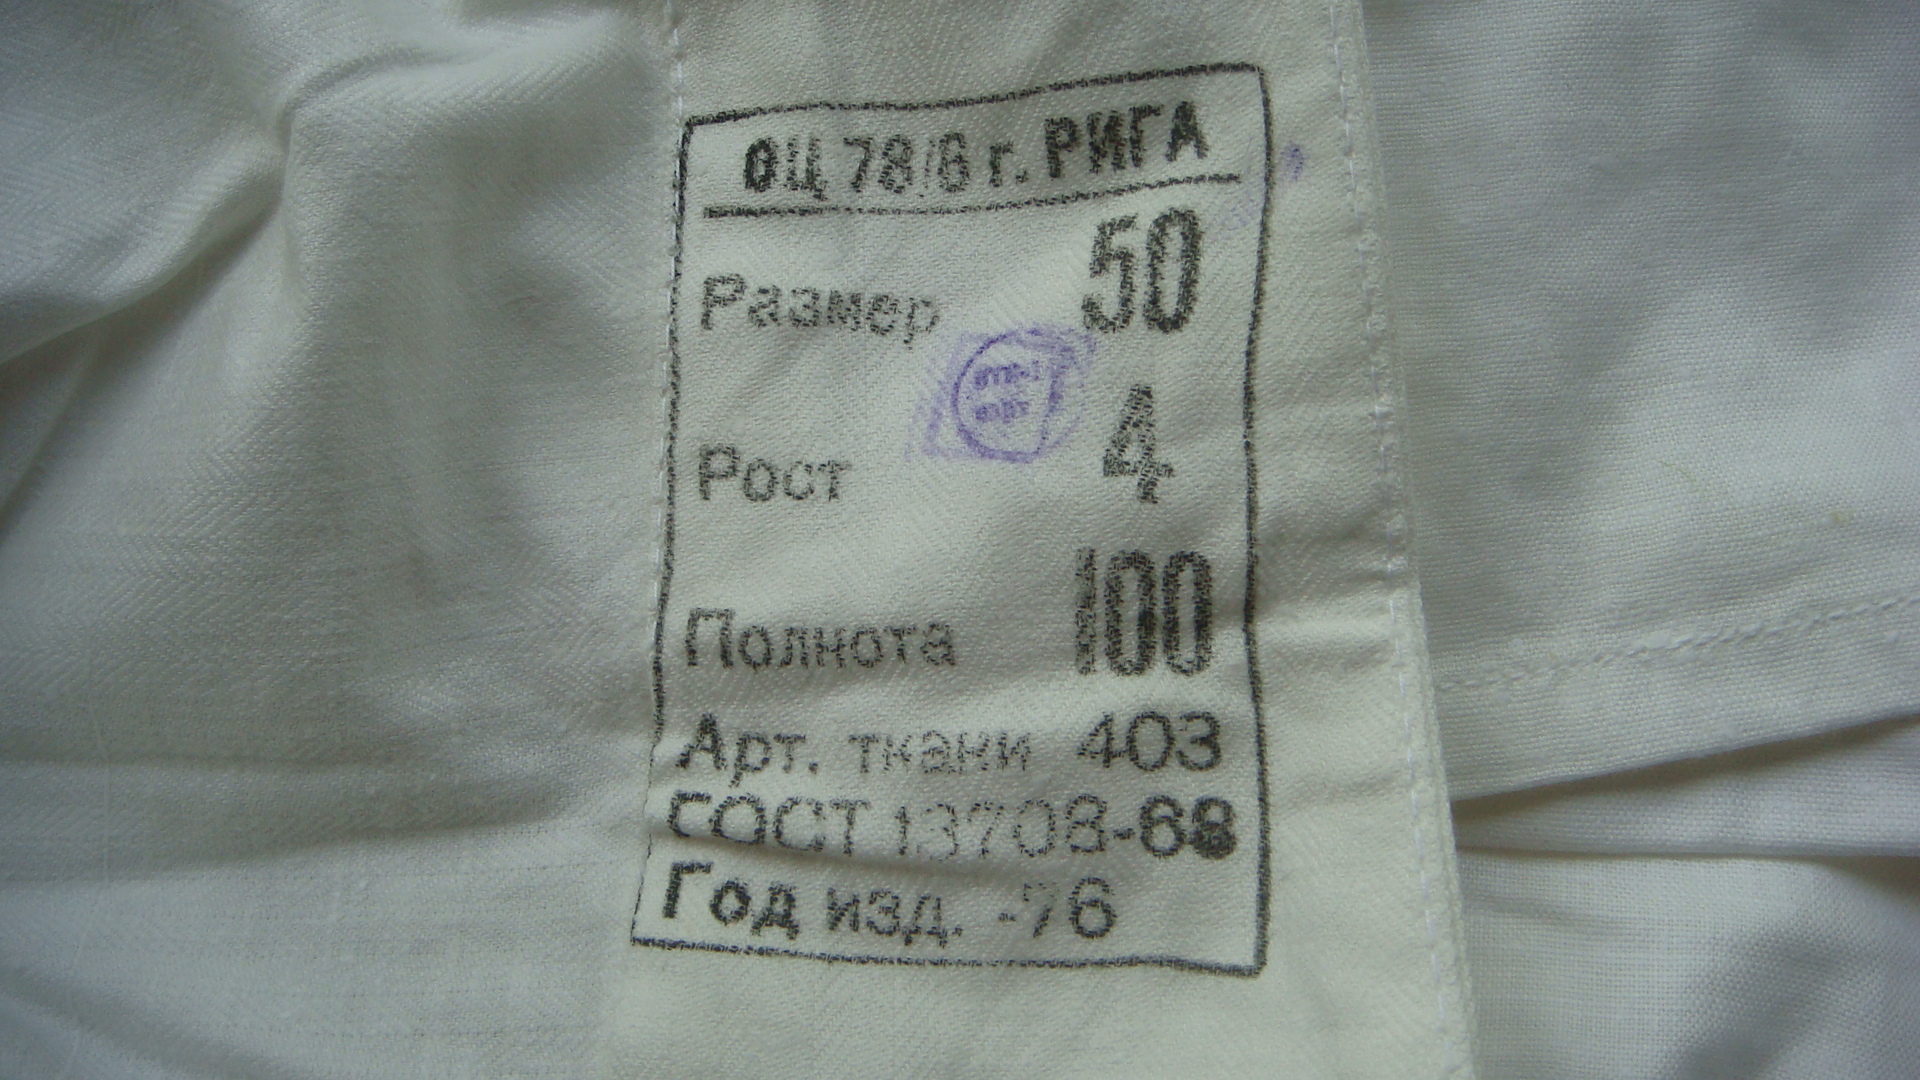 ОЦ 78/6 г. РИГА
Размер 50
Рост 4
Полнота 100
Арт. ткани 403
ГОСТ 13708-68
Год изд. -76